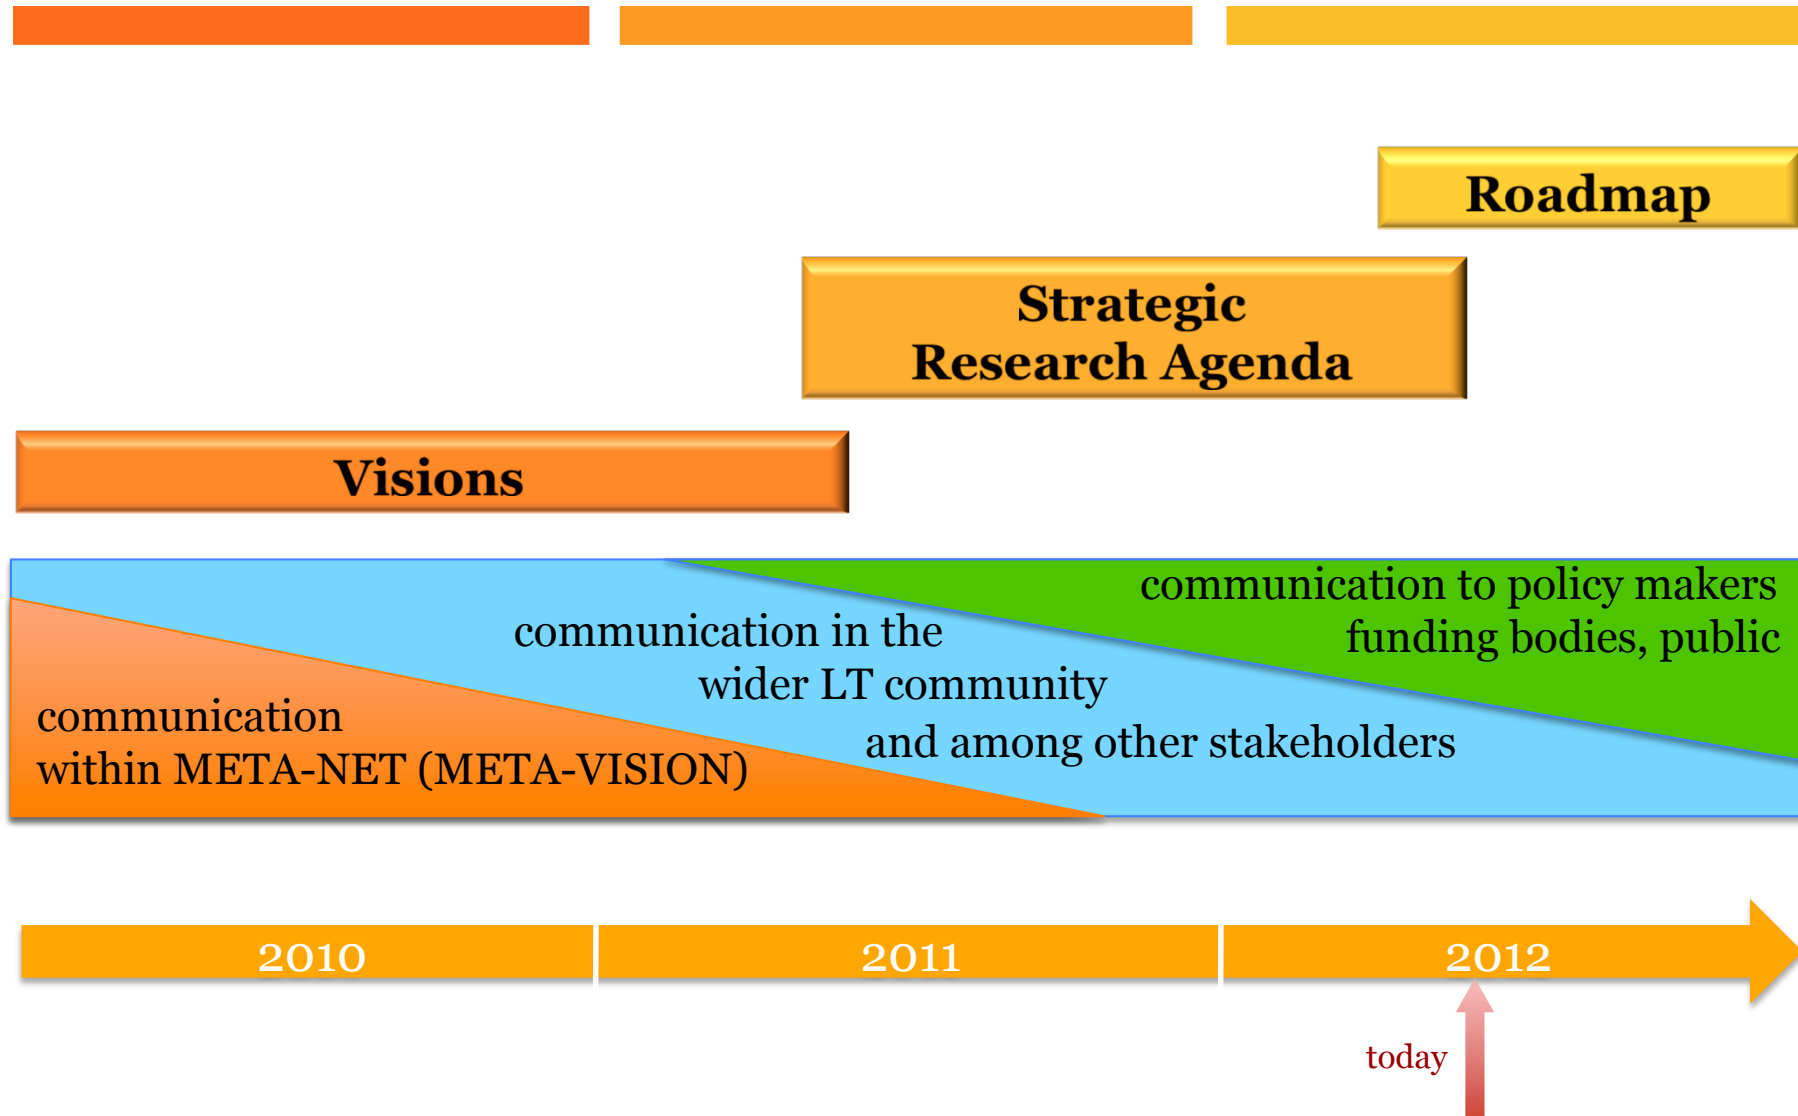 Roadmap
Strategic
Research Agenda
Visions
communication to policy makers
funding bodies, public
communication in the
wider LT community
and among other stakeholders
communication
within META-NET (META-VISION)
2010
2011
2012
today